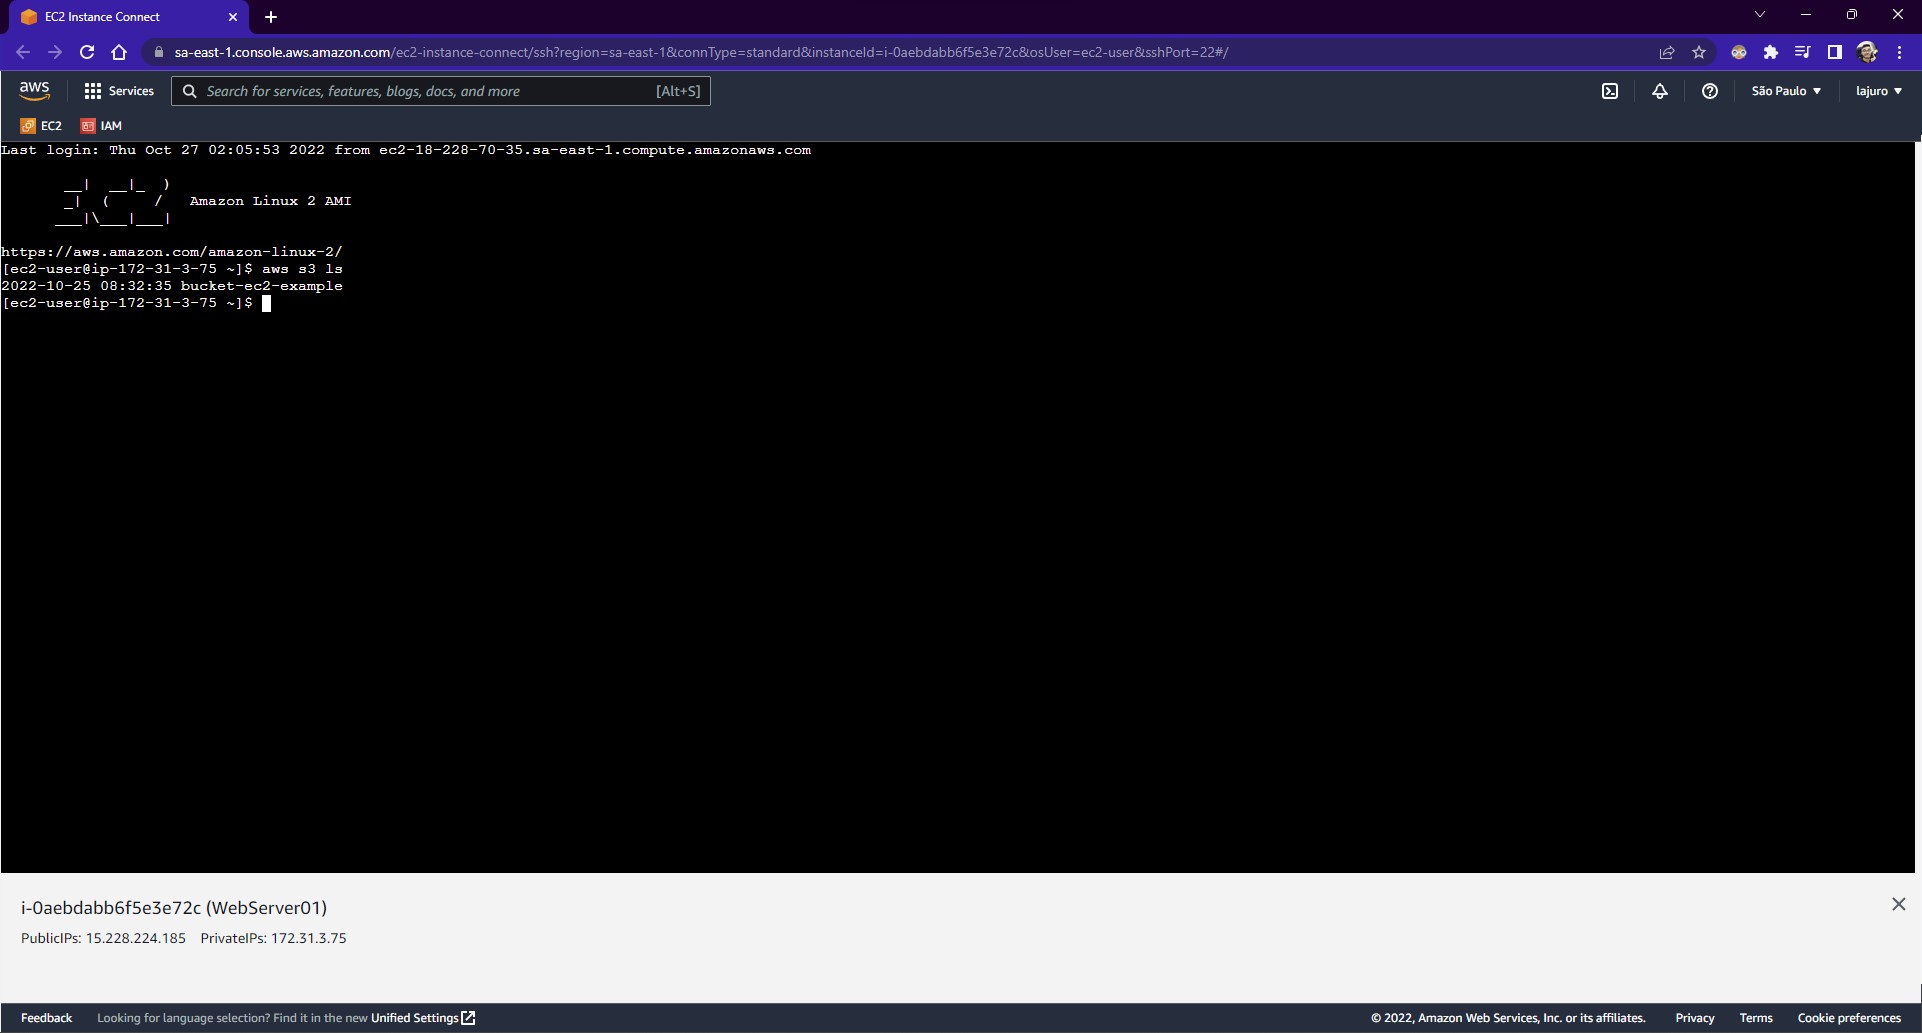 EC2 Instance Connect
sa-east-1.console.aws.amazon.com/ec2-instance-connect/ssh?region=sa-east-1&connType=standard&instanceId=i-0aebdabb6f5e3e72c&osUser=ec2-user&sshPort=22#/
aws Services Search for services, features, blogs, docs, and more [Alt+S] São Paulo lajuro
EC2 IAM
Last login: Thu Oct 27 02:05:53 2022 from ec2-18-228-70-35.sa-east-1.compute.amazonaws.com
       __|  __|_  )
       _|  (     /   Amazon Linux 2 AMI
      ___|\___|___|
https://aws.amazon.com/amazon-linux-2/
[ec2-user@ip-172-31-3-75 ~]$ aws s3 ls
2022-10-25 08:32:35 bucket-ec2-example
[ec2-user@ip-172-31-3-75 ~]$
i-0aebdabb6f5e3e72c (WebServer01)
PublicIPs: 15.228.224.185 PrivateIPs: 172.31.3.75
Feedback Looking for language selection? Find it in the new Unified Settings © 2022, Amazon Web Services, Inc. or its affiliates. Privacy Terms Cookie preferences